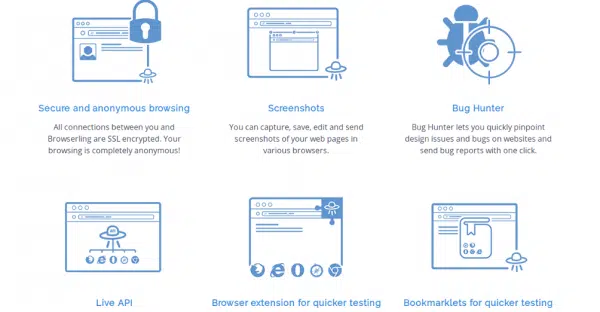 Secure and anonymous browsing
Screenshots
Bug Hunter
All connections between you and
Browserling are SSL encrypted. Your
browsing is completely anonymous!
You can capture, save, edit and send
screenshots of your web pages in
various browsers.
Bug Hunter lets you quickly pinpoint
design issues and bugs on websites and
send bug reports with one click.
Live API
Browser extension for quicker testing
Bookmarklets for quicker testing